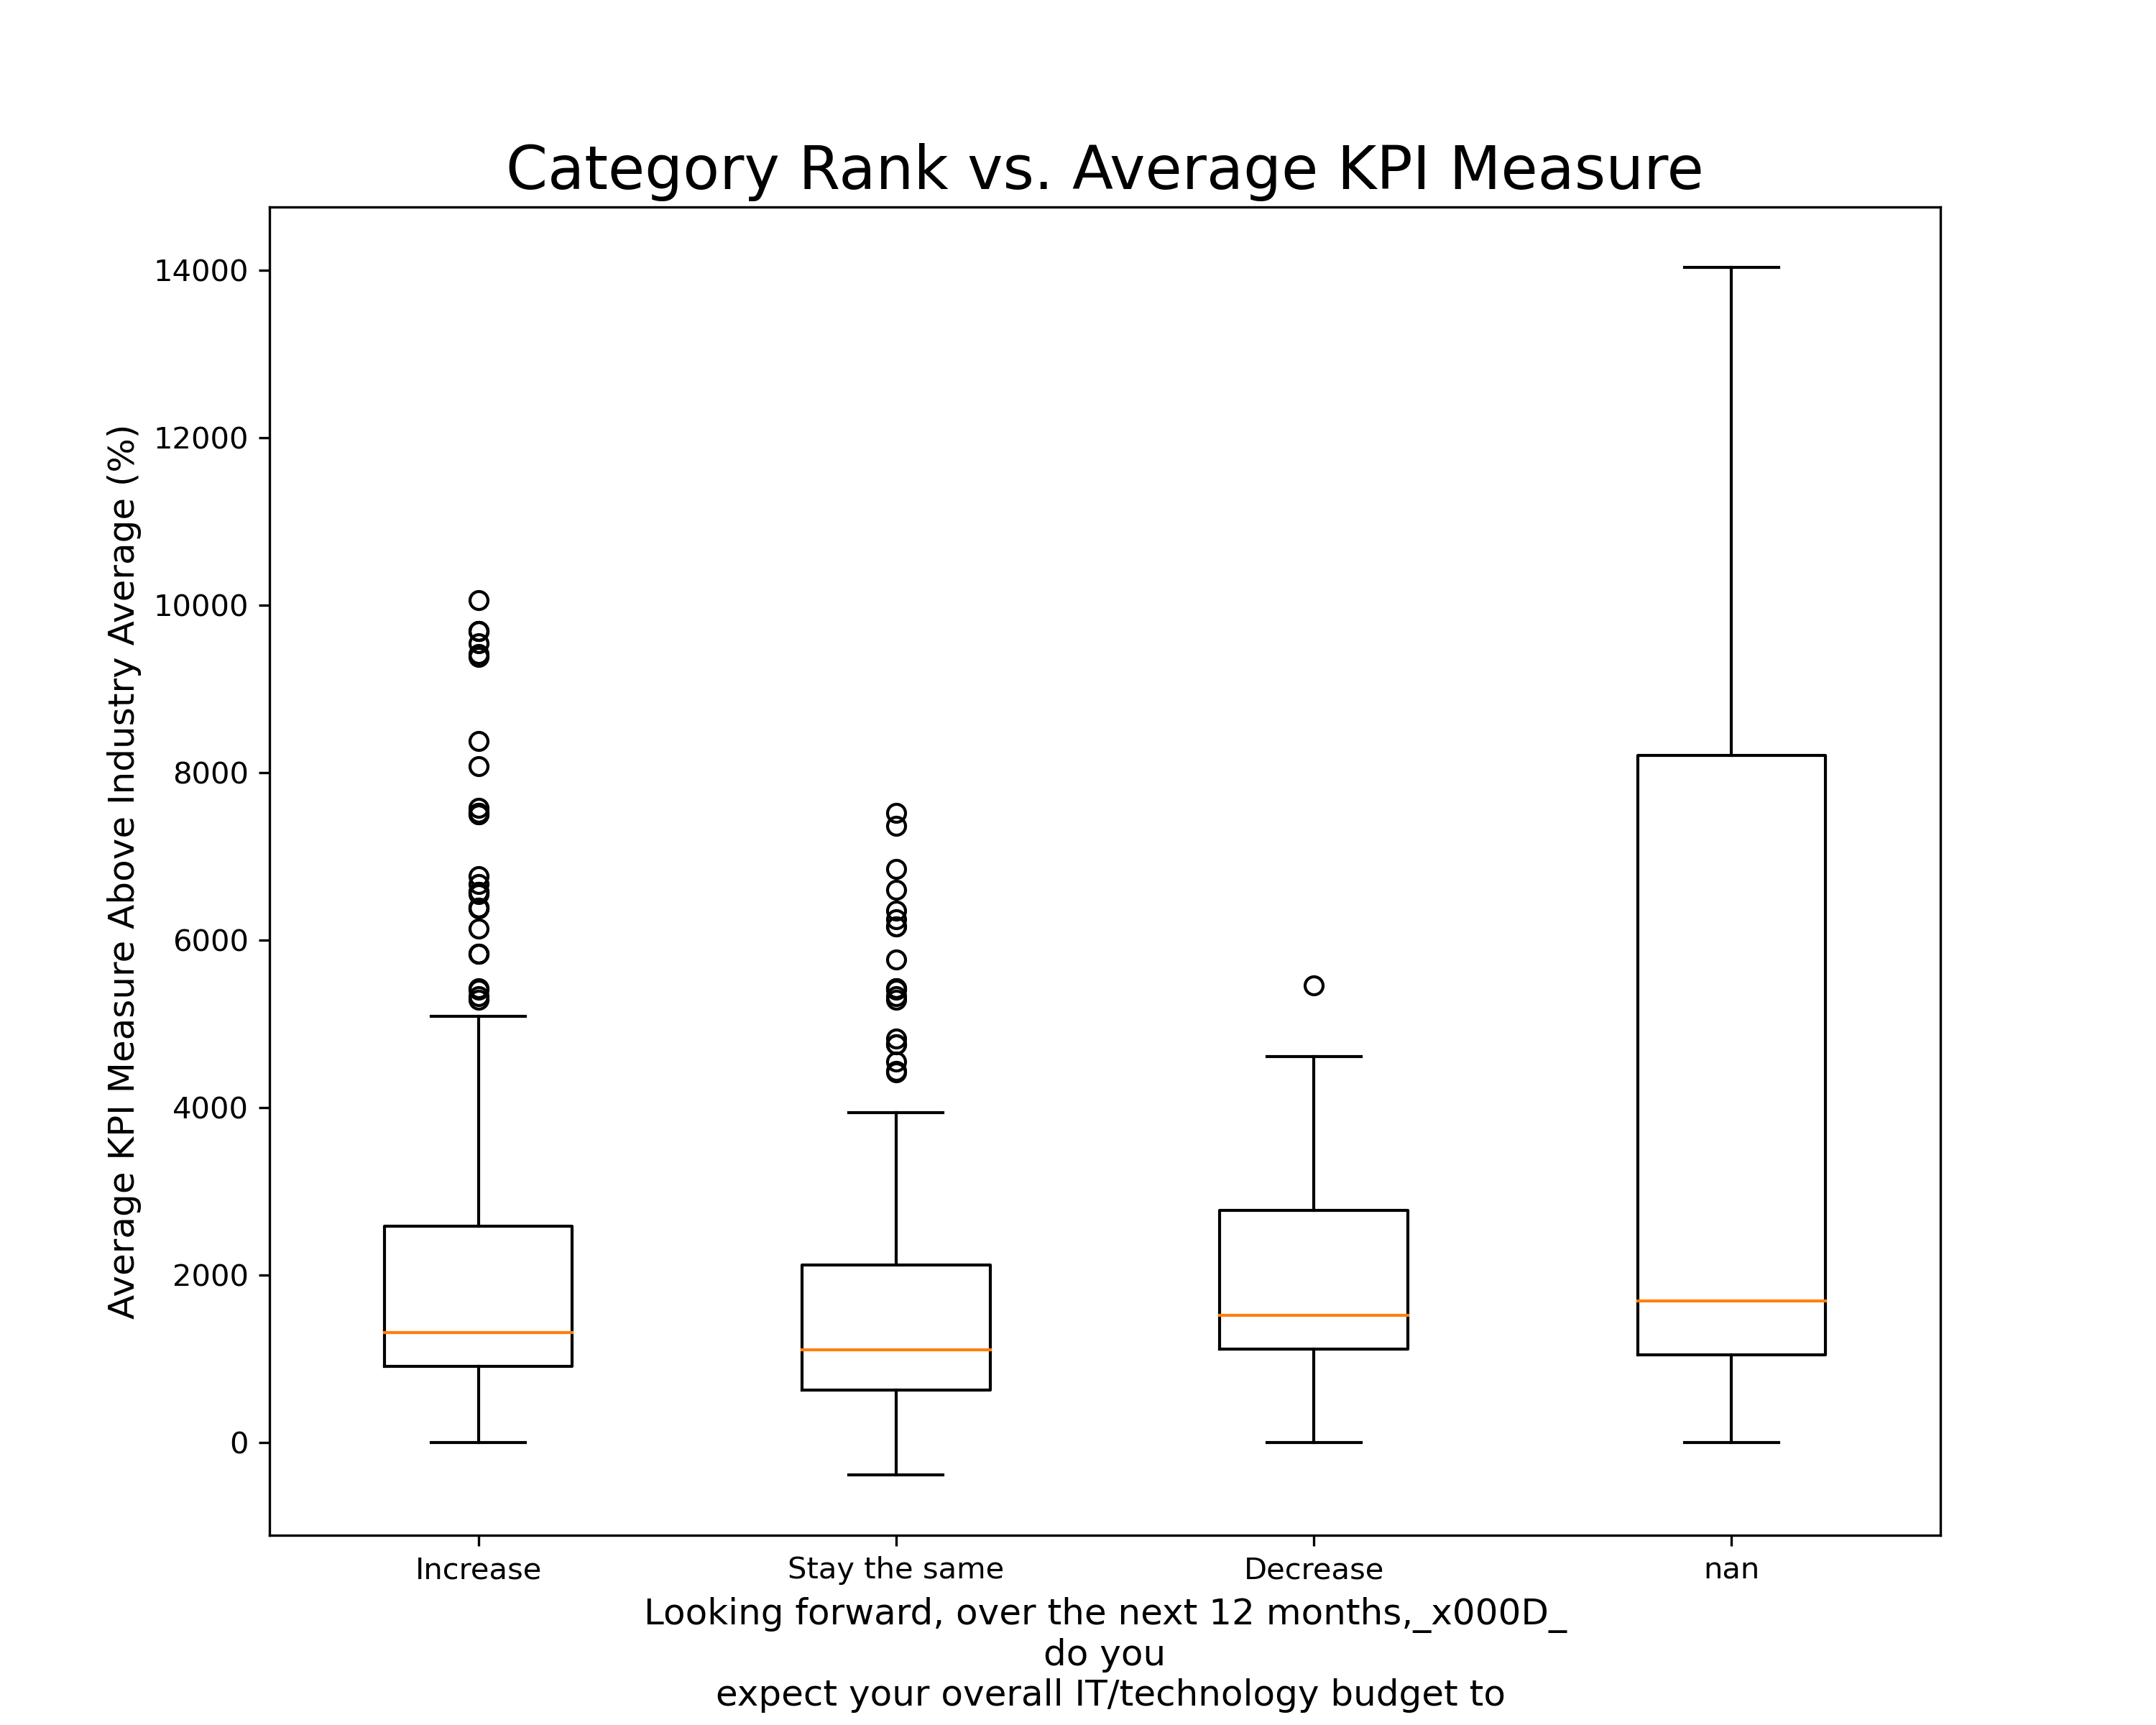 Category Rank vs. Average KPI Measure
Average KPI Measure Above Industry Average (%)
14000
12000
10000
8000
6000
4000
2000
0
Increase
Stay the same
Decrease
nan
Looking forward, over the next 12 months,_x000D_
do you
expect your overall IT/technology budget to